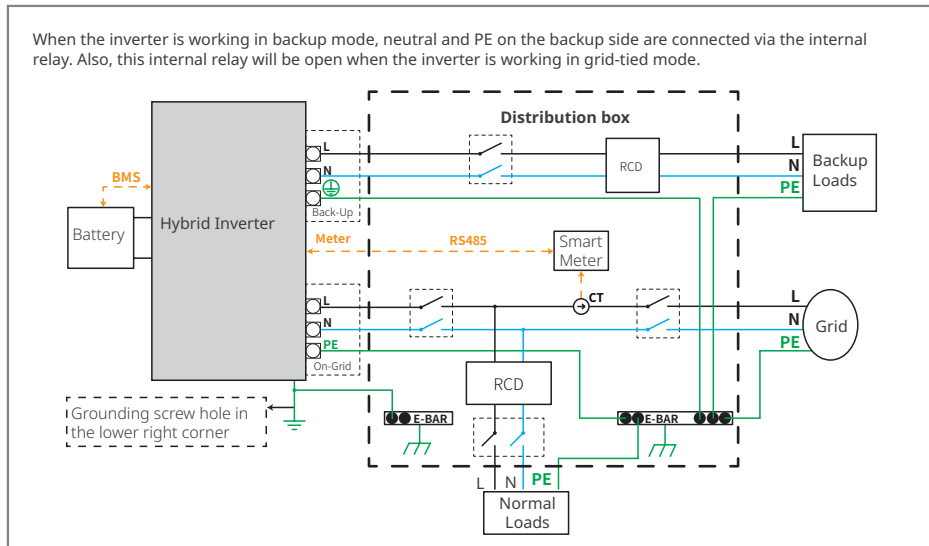 When the inverter is working in backup mode, neutral and PE on the backup side are connected via the internal
relay. Also, this internal relay will be open when the inverter is working in grid-tied mode.
Distribution box
L
N
Back-Up
RCD
L
N
PE
Backup
Loads
BMS
Battery
Hybrid Inverter
Meter
RS485
Smart
Meter
CT
L
N
PE
On-Grid
L
N
PE
Grid
RCD
Grounding screw hole in
the lower right corner
E-BAR
E-BAR
L N PE
Normal
Loads